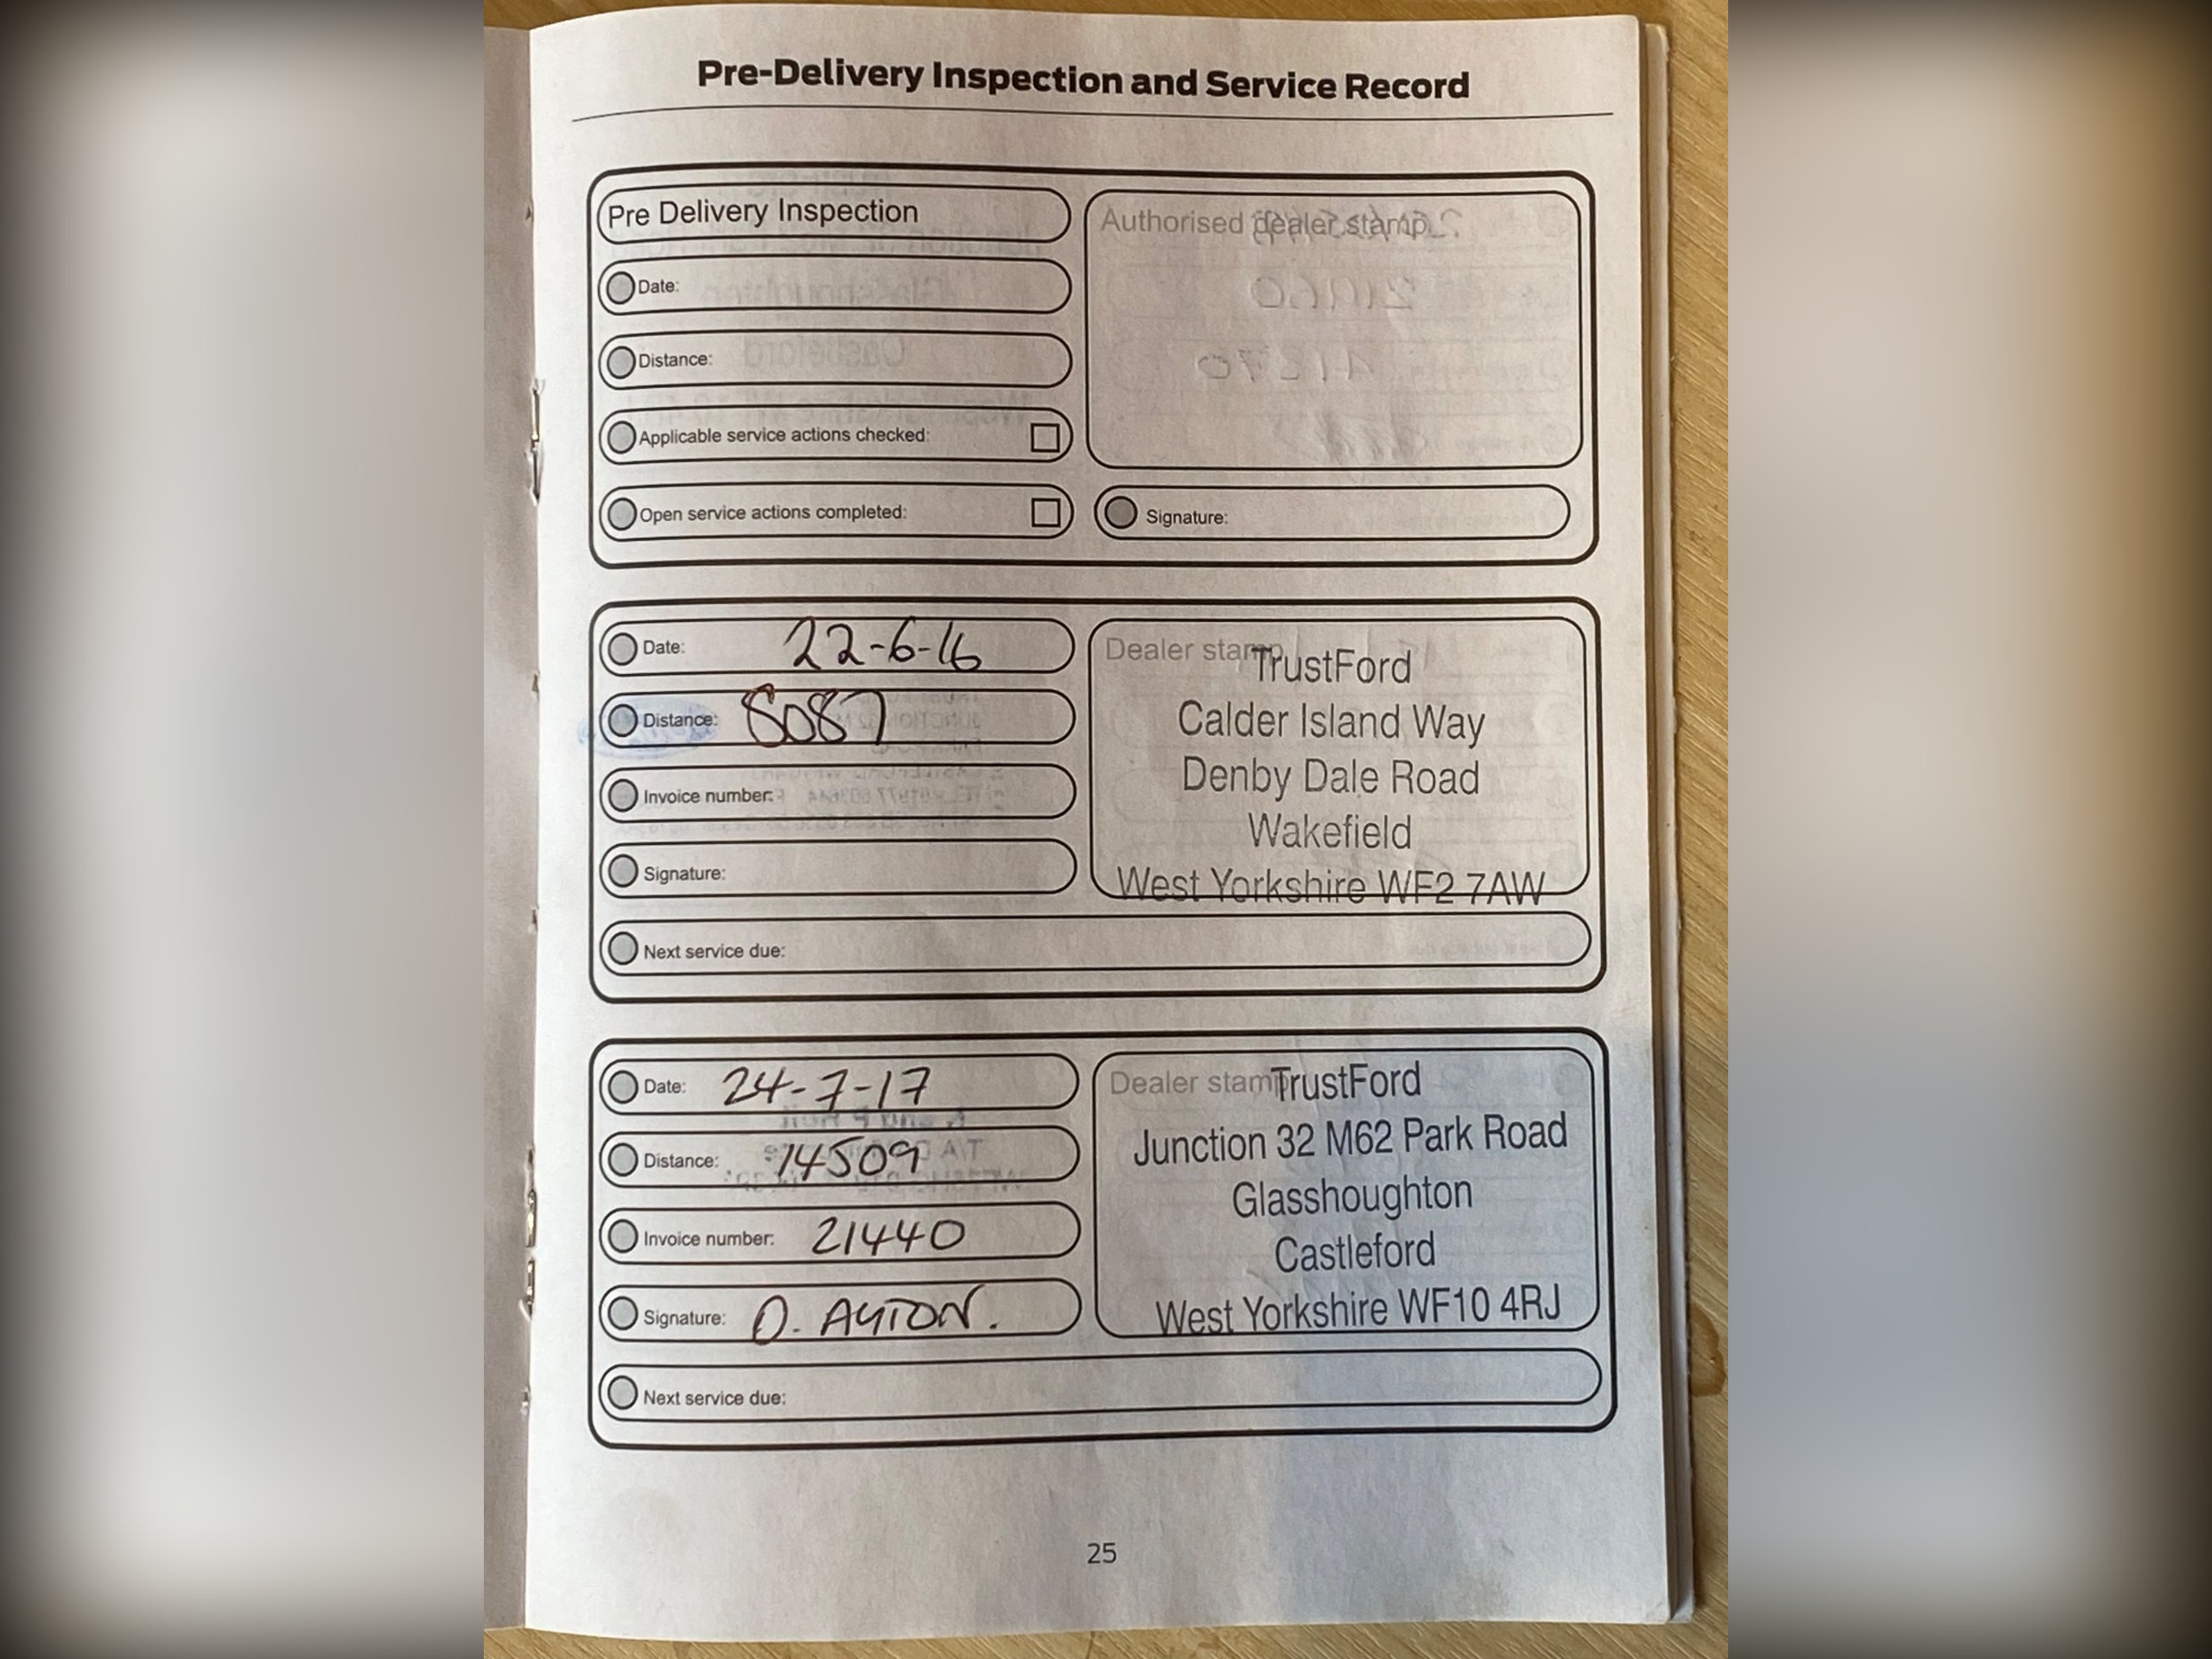 Pre-Delivery Inspection and Service Record
Pre Delivery Inspection
Authorised dealer stamp
Date:
Distance:
Applicable service actions checked:
Open service actions completed:
Signature:
Date: 22-6-16
Distance: 8087
Invoice number:
Signature:
Next service due:
Dealer stamp
TrustFord
Calder Island Way
Denby Dale Road
Wakefield
West Yorkshire WF2 7AW
Date: 24-7-17
Distance: 14509
Invoice number: 21440
Signature: D. AYTON.
Next service due:
Dealer stamp
TrustFord
Junction 32 M62 Park Road
Glasshoughton
Castleford
West Yorkshire WF10 4RJ
25